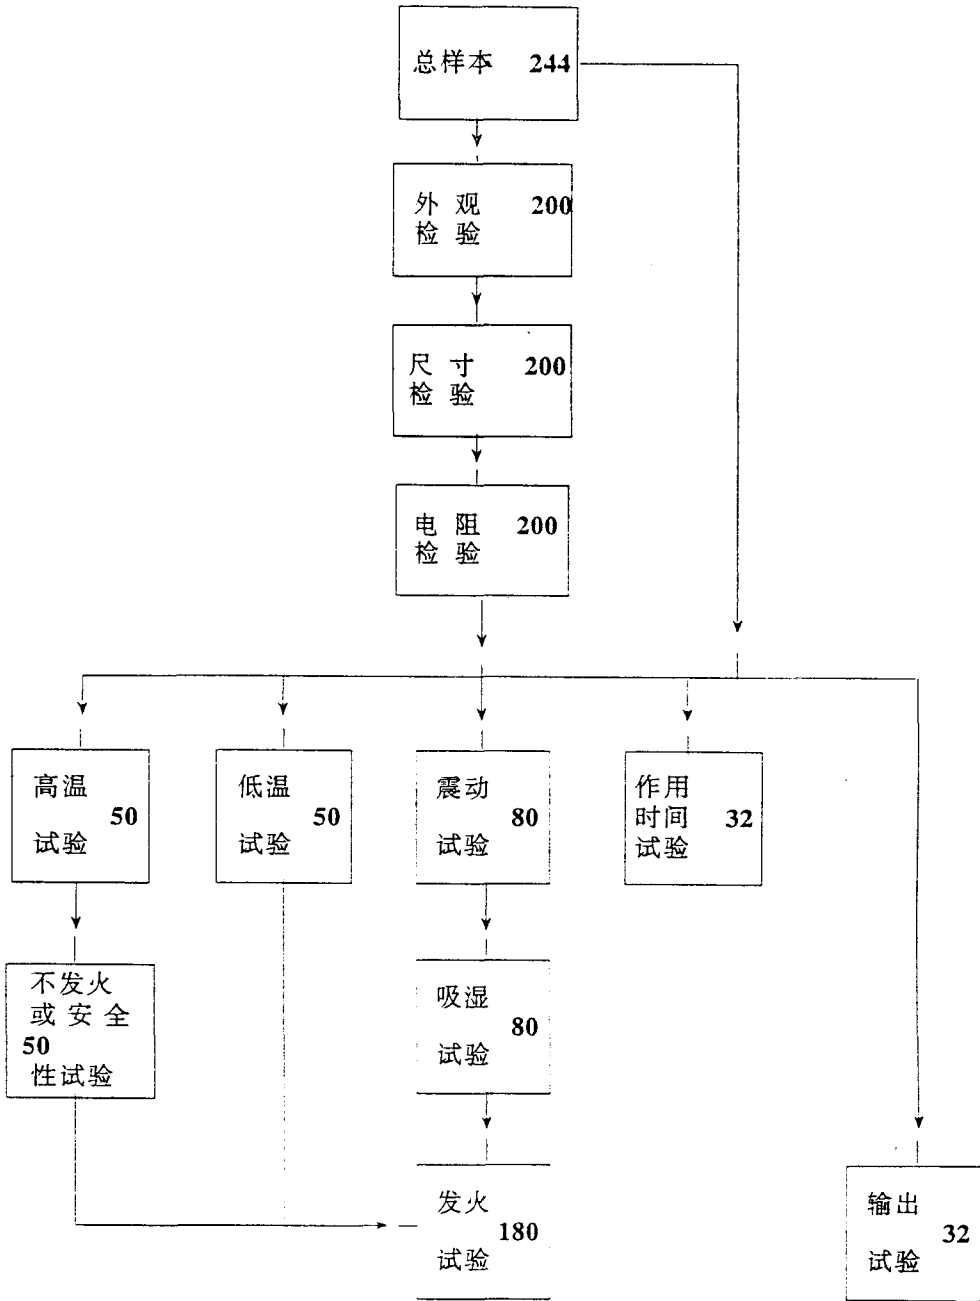 总样本 244
外 观 200
检 验
尺 寸 200
检 验
电 阻 200
检 验
高温
50
试验
低温
50
试验
震动
80
试验
作用
时间 32
试验
不发火
或 安 全
50
性试验
吸湿
80
试验
发火
180
试验
输出
32
试验